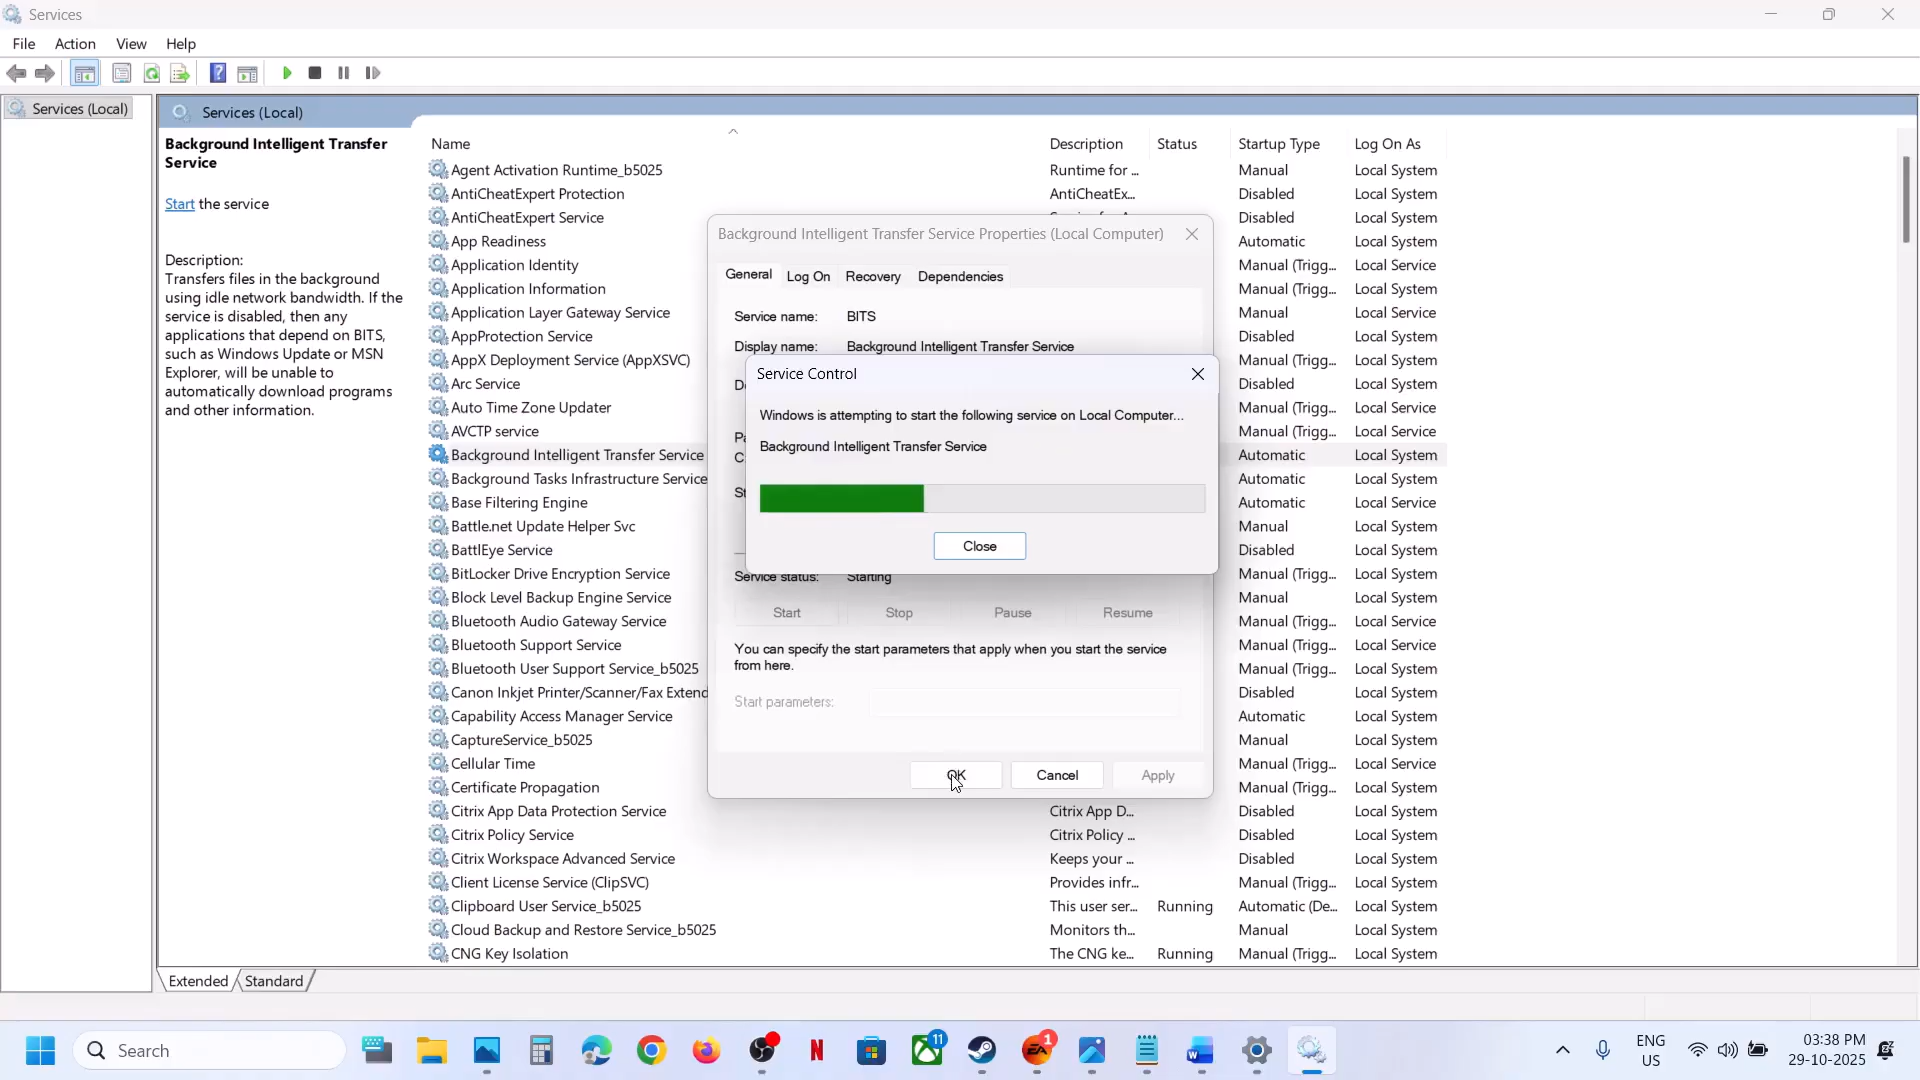 Services
File Action View Help
Services (Local)
Services (Local)
Background Intelligent Transfer
Service
Start the service
Description:
Transfers files in the background
using idle network bandwidth. If the
service is disabled, then any
applications that depend on BITS,
such as Windows Update or MSN
Explorer, will be unable to
automatically download programs
and other information.
Name Description Status Startup Type Log On As
Agent Activation Runtime_b5025 Runtime for ... Manual Local System
AntiCheatExpert Protection AntiCheatEx... Disabled Local System
AntiCheatExpert Service Disabled Local System
App Readiness Automatic Local System
Application Identity Manual (Trigg... Local Service
Application Information Manual (Trigg... Local System
Application Layer Gateway Service Manual Local Service
AppProtection Service Disabled Local System
AppX Deployment Service (AppXSVC) Manual (Trigg... Local System
Arc Service Disabled Local System
Auto Time Zone Updater Manual (Trigg... Local Service
AVCTP service Manual (Trigg... Local Service
Background Intelligent Transfer Service Automatic Local System
Background Tasks Infrastructure Service Automatic Local System
Base Filtering Engine Automatic Local Service
Battle.net Update Helper Svc Manual Local System
BattlEye Service Disabled Local System
BitLocker Drive Encryption Service Manual (Trigg... Local System
Block Level Backup Engine Service Manual Local System
Bluetooth Audio Gateway Service Manual (Trigg... Local Service
Bluetooth Support Service Manual (Trigg... Local Service
Bluetooth User Support Service_b5025 Manual (Trigg... Local System
Canon Inkjet Printer/Scanner/Fax Extend Disabled Local System
Capability Access Manager Service Automatic Local System
CaptureService_b5025 Manual Local System
Cellular Time Manual (Trigg... Local Service
Certificate Propagation Manual (Trigg... Local System
Citrix App Data Protection Service Citrix App D... Disabled Local System
Citrix Policy Service Citrix Policy ... Disabled Local System
Citrix Workspace Advanced Service Keeps your ... Disabled Local System
Client License Service (ClipSVC) Provides infr... Manual (Trigg... Local System
Clipboard User Service_b5025 This user ser... Running Automatic (De... Local System
Cloud Backup and Restore Service_b5025 Monitors th... Manual Local System
CNG Key Isolation The CNG ke... Running Manual (Trigg... Local System
Background Intelligent Transfer Service Properties (Local Computer)
General Log On Recovery Dependencies
Service name: BITS
Display name: Background Intelligent Transfer Service
Service Control
Windows is attempting to start the following service on Local Computer...
Background Intelligent Transfer Service
Close
Service status: Starting
Start Stop Pause Resume
You can specify the start parameters that apply when you start the service
from here.
Start parameters:
OK Cancel Apply
Extended Standard
Search
11
1
ENG
US
03:38 PM
29-10-2025